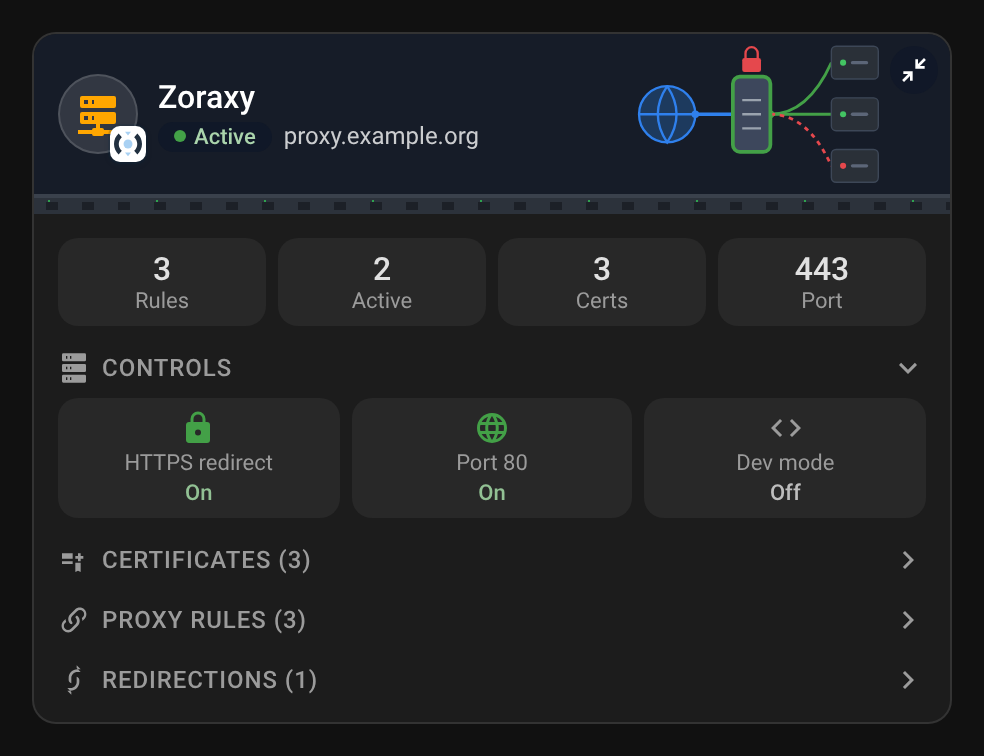 Zoraxy
Active proxy.example.org
3 2 3 443
Rules Active Certs Port
CONTROLS
HTTPS redirect Port 80 Dev mode
On On Off
CERTIFICATES (3)
PROXY RULES (3)
REDIRECTIONS (1)